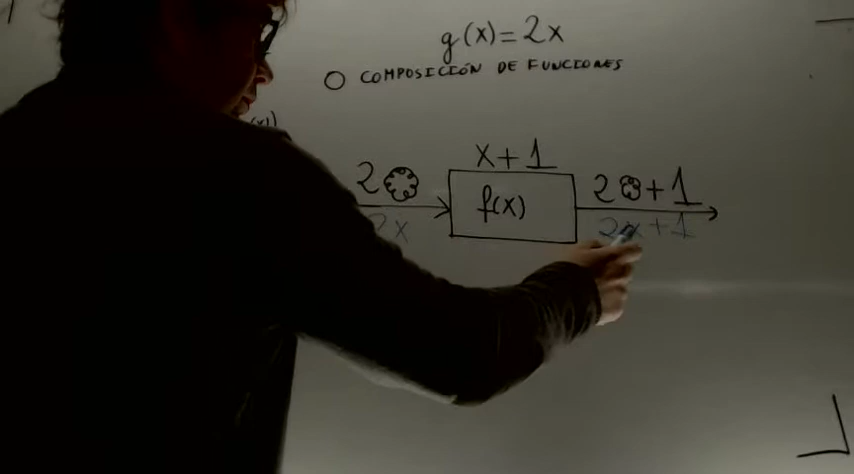 g(x)=2x
○ COMPOSICIÓN DE FUNCIONES
x+1
2 f(x) 2 +1
2x 2x+1